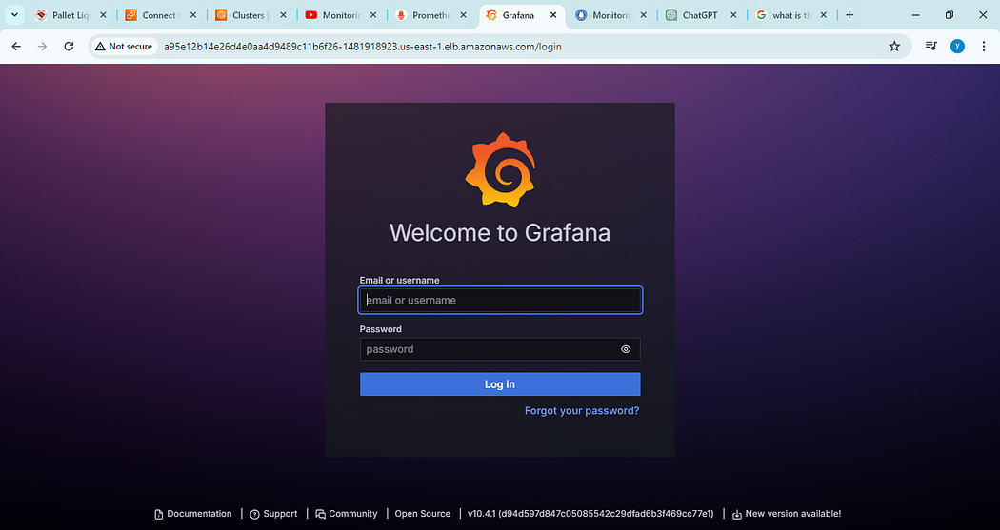 Pallet Liq
Connect t
Clusters |
Monitorin
Promethe
Grafana
Monitorin
ChatGPT
what is th
Not secure
a95e12b14e26d4e0aa4d9489c11b6f26-1481918923.us-east-1.elb.amazonaws.com/login
y
Welcome to Grafana
Email or username
email or username
Password
password
Log in
Forgot your password?
Documentation | Support | Community | Open Source | v10.4.1 (d94d597d847c05085542c29dfad6b3f469cc77e1) | New version available!